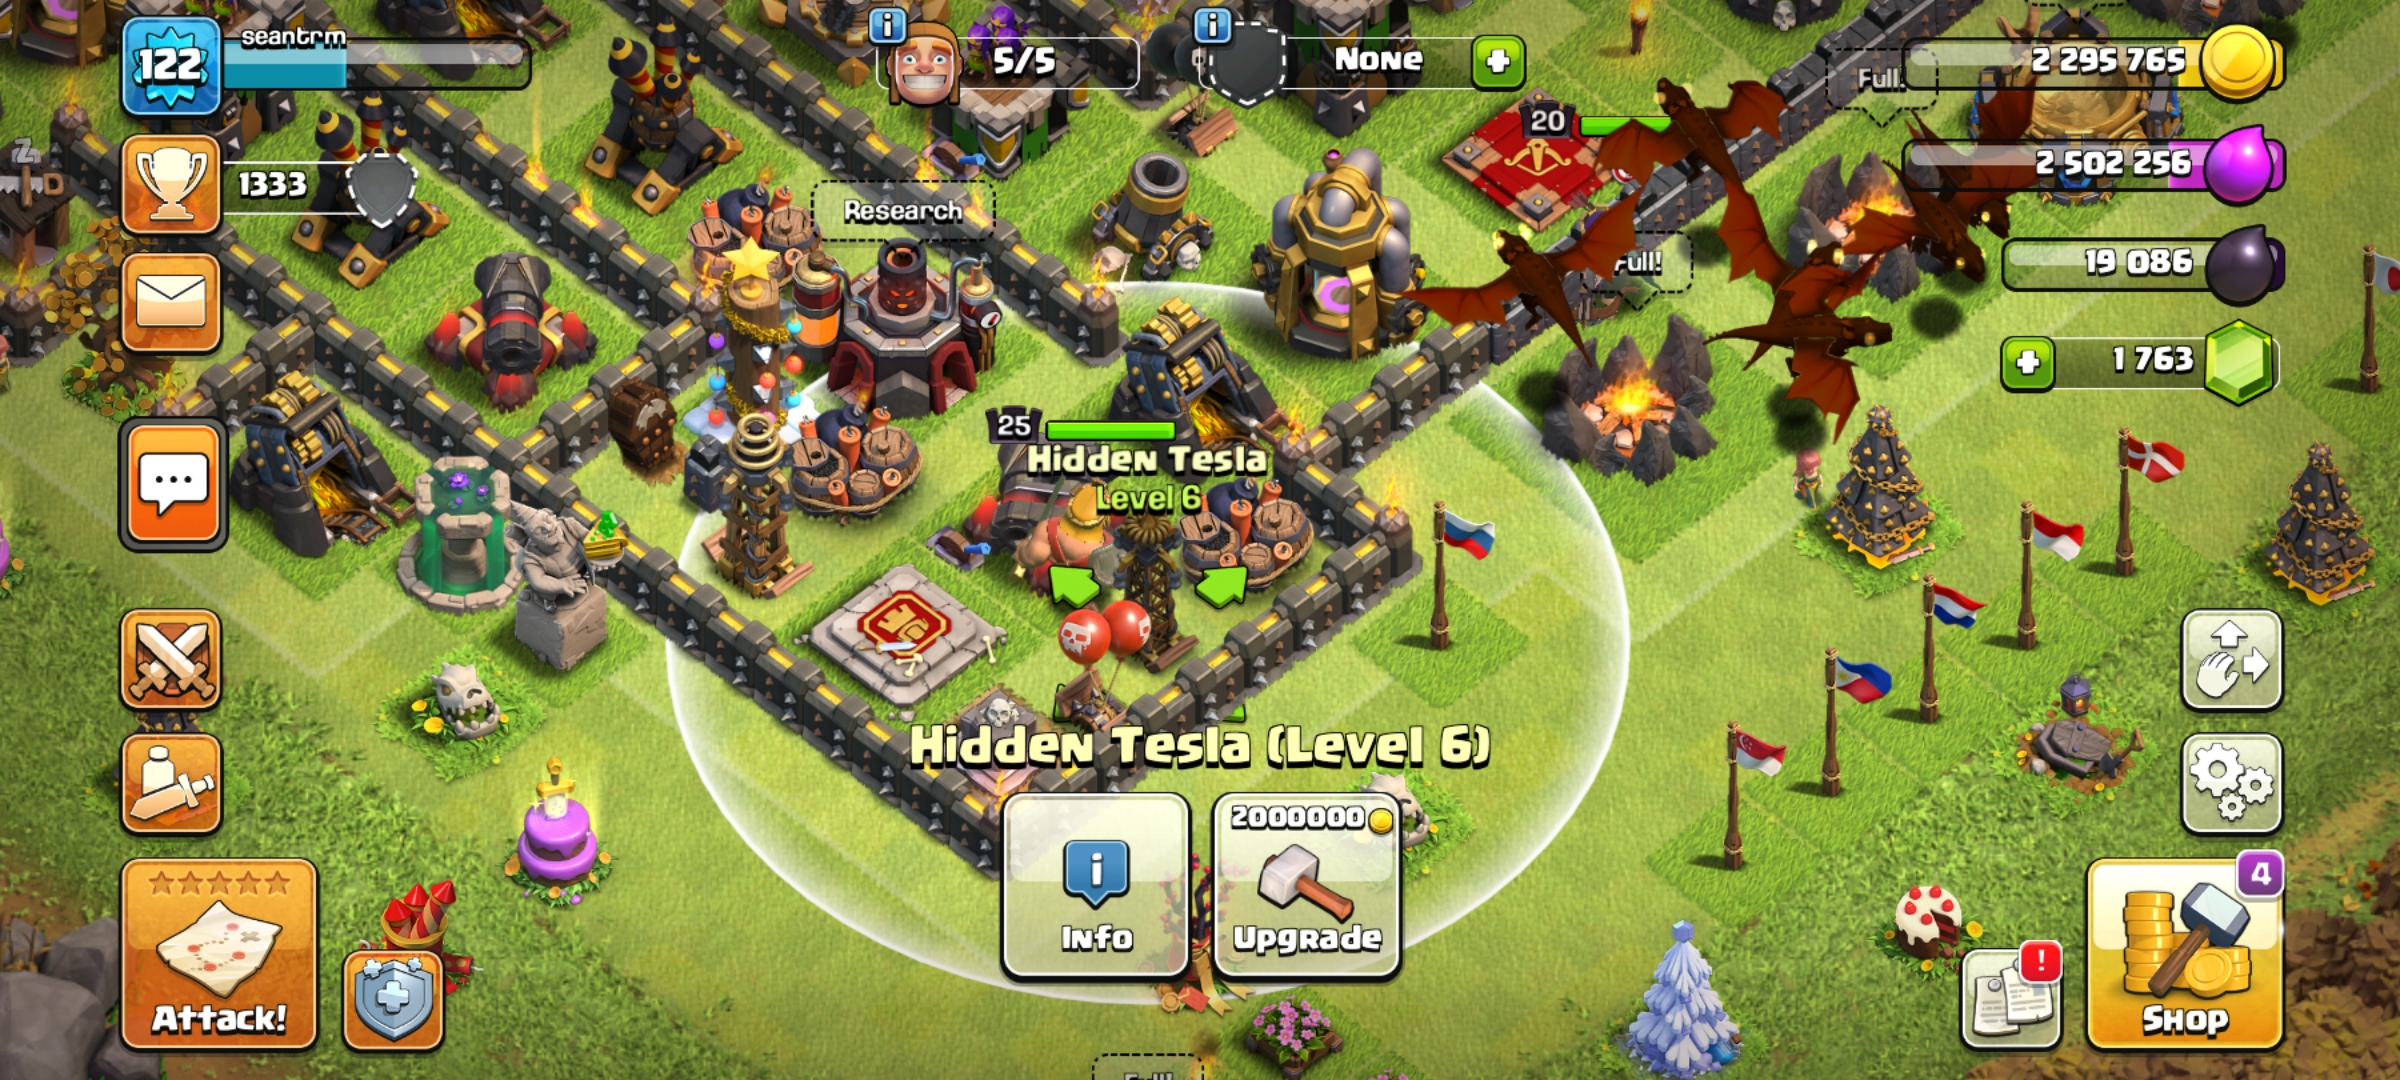 122
seantrm
5/5
None
2 295 765
Full!
20
2 502 256
1333
Research
Full!
19 086
1 763
25
Hidden Tesla
Level 6
Hidden Tesla (Level 6)
2000000
Info
Upgrade
4
!
Attack!
Shop
Full!